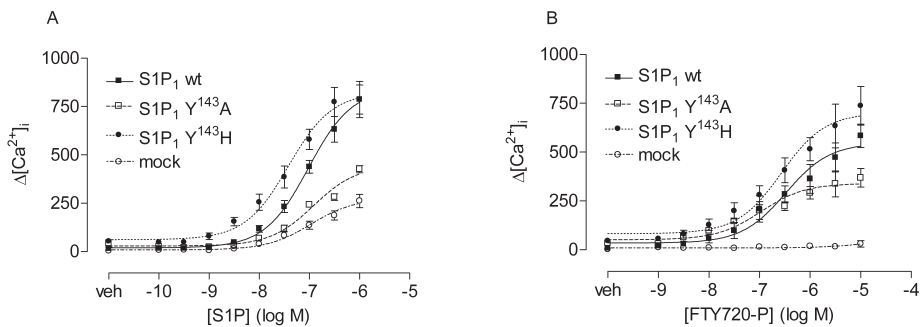 A
Δ[Ca²⁺]ᵢ
1000
750
500
250
0
S1P₁ wt
S1P₁ Y¹⁴³A
S1P₁ Y¹⁴³H
mock
veh -10 -9 -8 -7 -6 -5
[S1P] (log M)
B
Δ[Ca²⁺]ᵢ
1000
750
500
250
0
S1P₁ wt
S1P₁ Y¹⁴³A
S1P₁ Y¹⁴³H
mock
veh -9 -8 -7 -6 -5 -4
[FTY720-P] (log M)